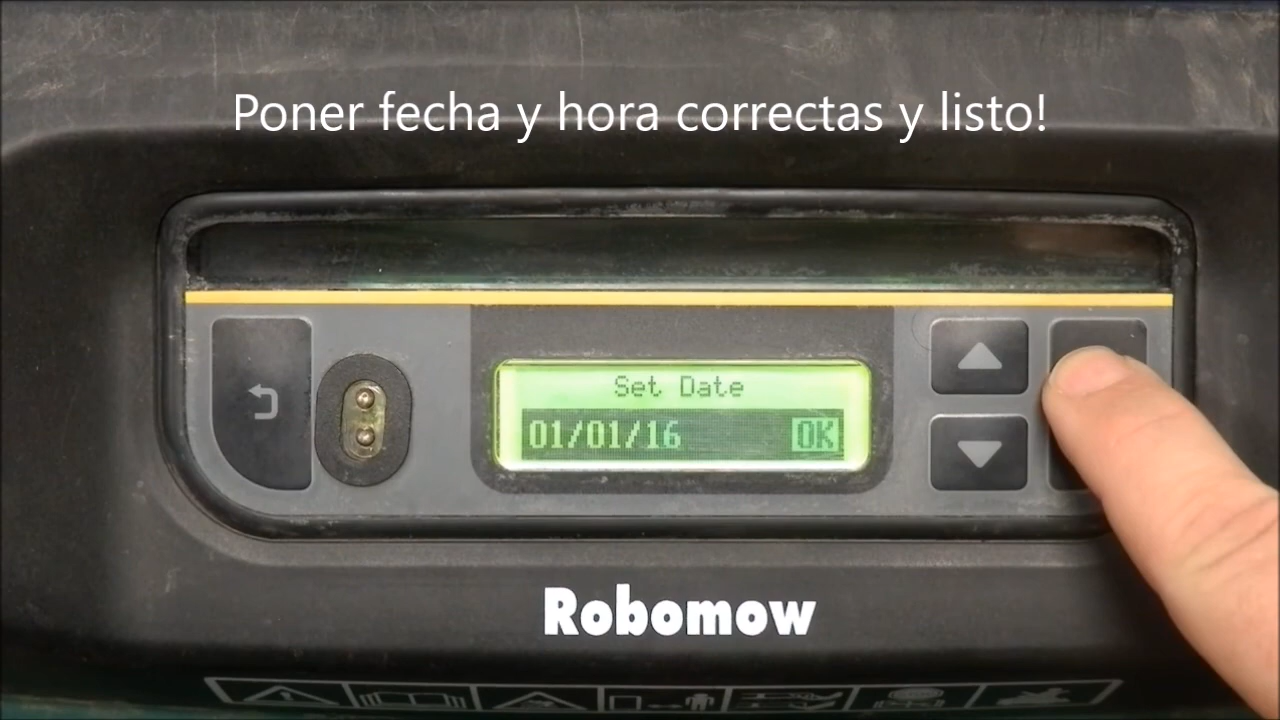 Poner fecha y hora correctas y listo!
Set Date
01/01/16 OK
Robomow